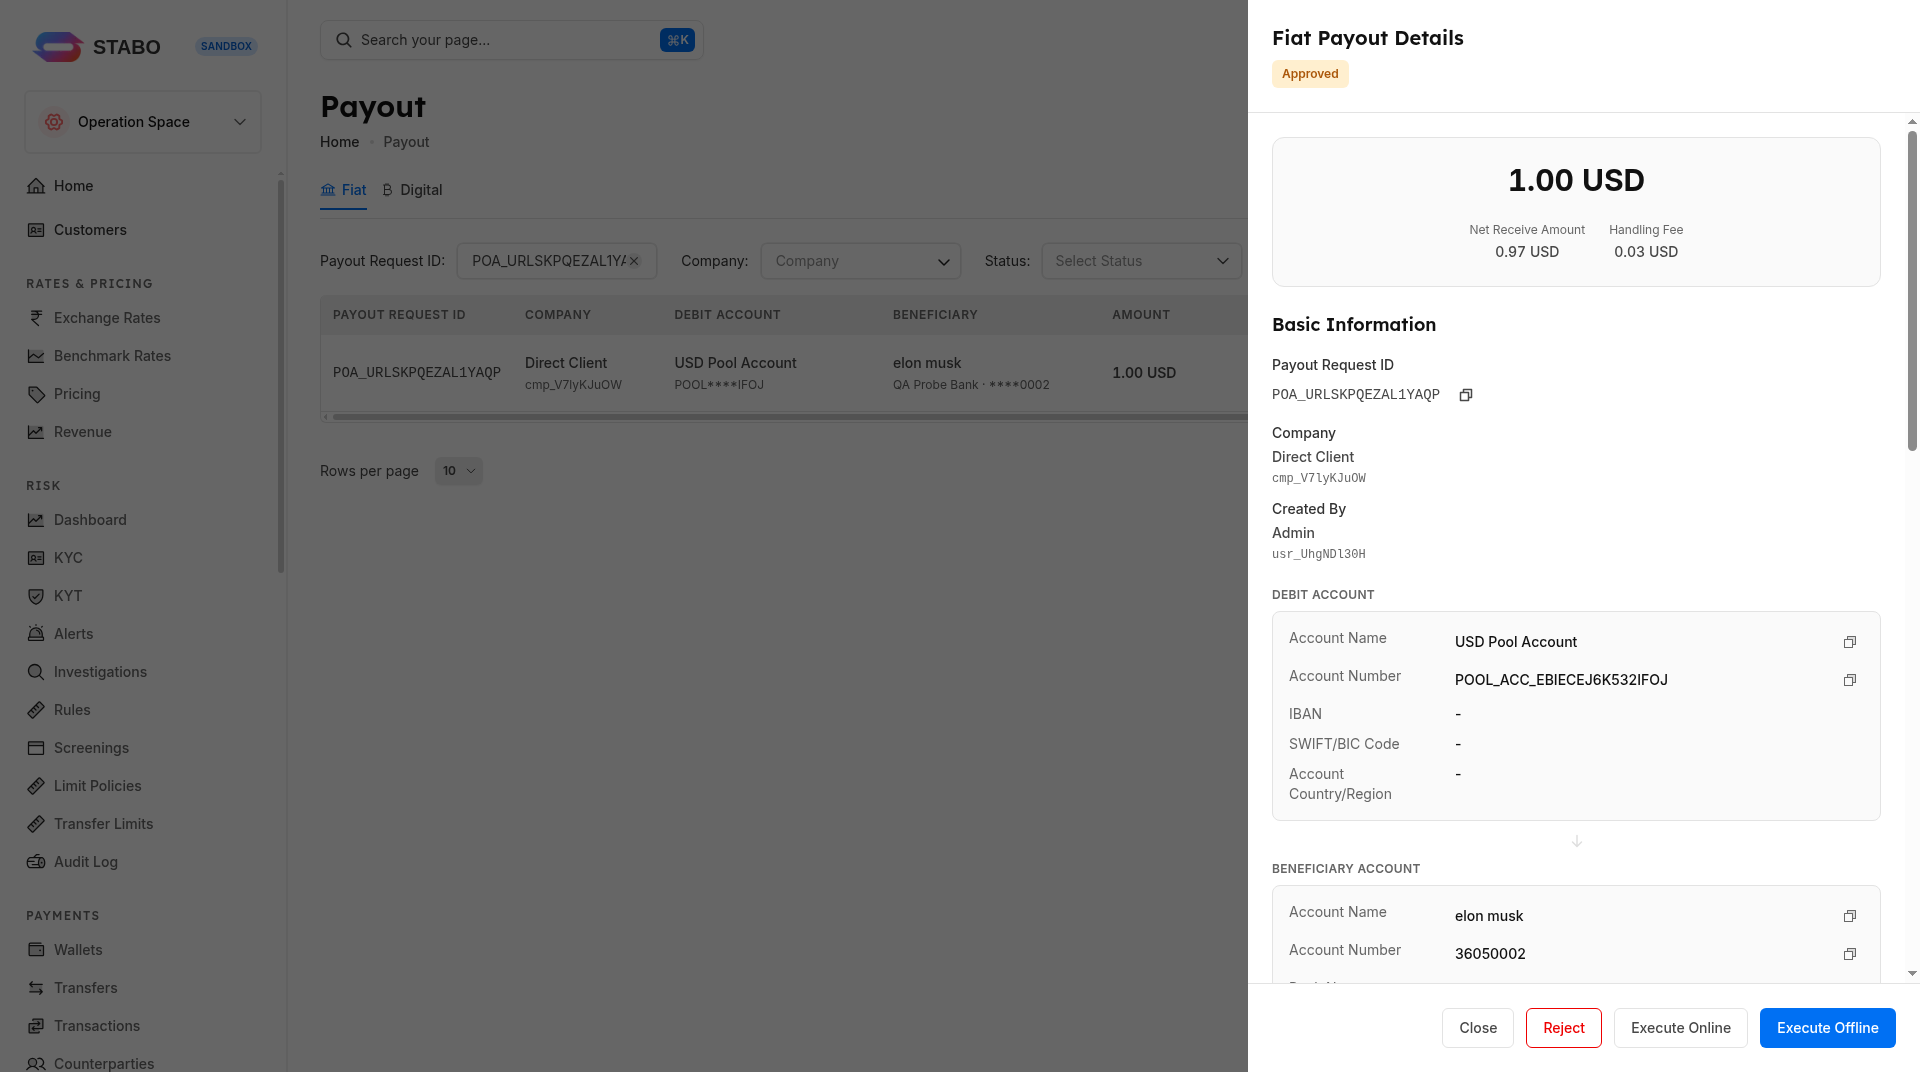 STABO
SANDBOX
Operation Space
Home
Customers
RATES & PRICING
Exchange Rates
Benchmark Rates
Pricing
Revenue
RISK
Dashboard
KYC
KYT
Alerts
Investigations
Rules
Screenings
Limit Policies
Transfer Limits
Audit Log
PAYMENTS
Wallets
Transfers
Transactions
Counterparties
Search your page...
⌘K
Payout
Home • Payout
Fiat
Digital
Payout Request ID: POA_URLSKPQEZAL1YA
Company: Company
Status: Select Status
PAYOUT REQUEST ID COMPANY DEBIT ACCOUNT BENEFICIARY AMOUNT
POA_URLSKPQEZAL1YAQP Direct Client USD Pool Account elon musk 1.00 USD
cmp_V7lyKJuOW POOL****IFOJ QA Probe Bank · ****0002
Rows per page 10
Fiat Payout Details
Approved
1.00 USD
Net Receive Amount Handling Fee
0.97 USD 0.03 USD
Basic Information
Payout Request ID
POA_URLSKPQEZAL1YAQP
Company
Direct Client
cmp_V7lyKJuOW
Created By
Admin
usr_UhgNDl30H
DEBIT ACCOUNT
Account Name USD Pool Account
Account Number POOL_ACC_EBIECEJ6K532IFOJ
IBAN -
SWIFT/BIC Code -
Account -
Country/Region
BENEFICIARY ACCOUNT
Account Name elon musk
Account Number 36050002
Close
Reject
Execute Online
Execute Offline